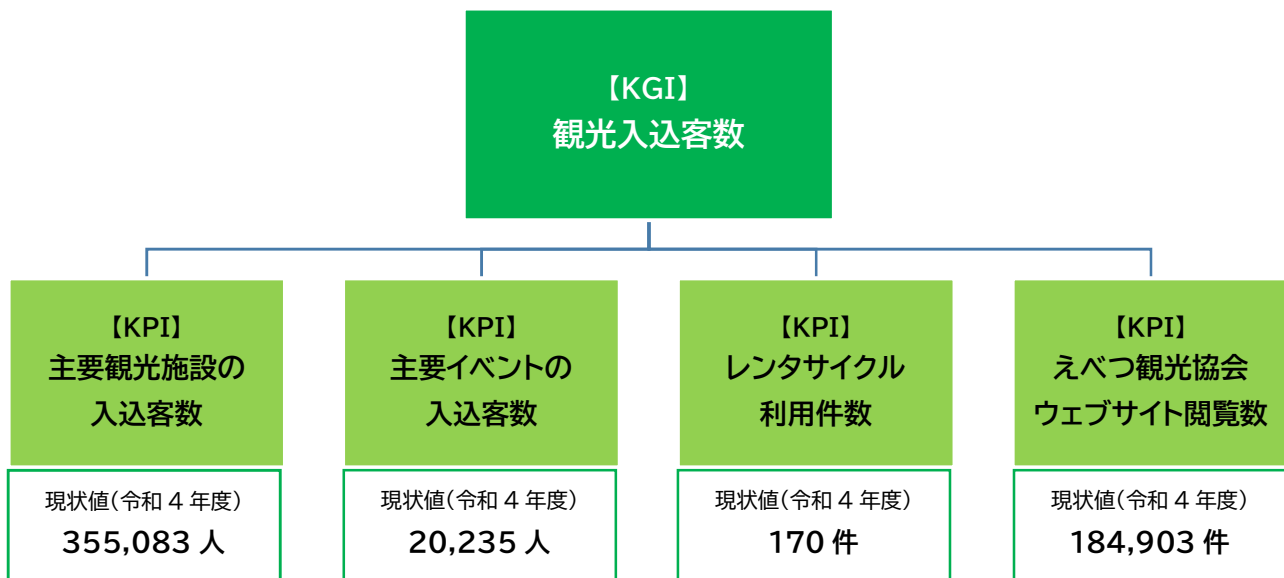 【KGI】
観光入込客数
【KPI】
主要観光施設の
入込客数
現状値(令和４年度)
355,083 人
【KPI】
主要イベントの
入込客数
現状値(令和４年度)
20,235 人
【KPI】
レンタサイクル
利用件数
現状値(令和４年度)
170 件
【KPI】
えべつ観光協会
ウェブサイト閲覧数
現状値(令和４年度)
184,903 件